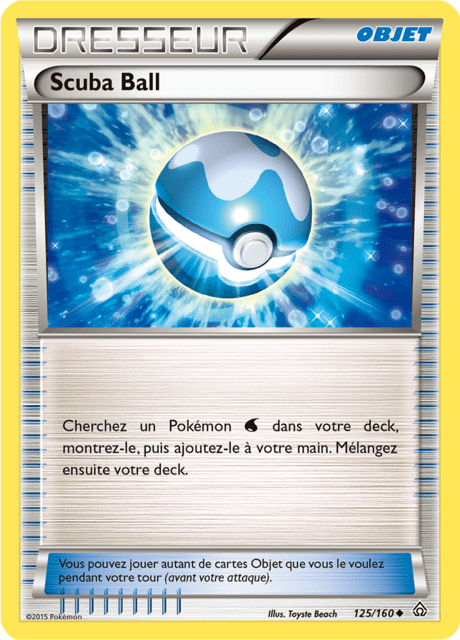 DRESSEUR
OBJET
Scuba Ball
Cherchez un Pokémon dans votre deck,
montrez-le, puis ajoutez-le à votre main. Mélangez
ensuite votre deck.
Vous pouvez jouer autant de cartes Objet que vous le voulez
pendant votre tour (avant votre attaque).
©2015 Pokémon
Illus. Toyste Beach
125/160